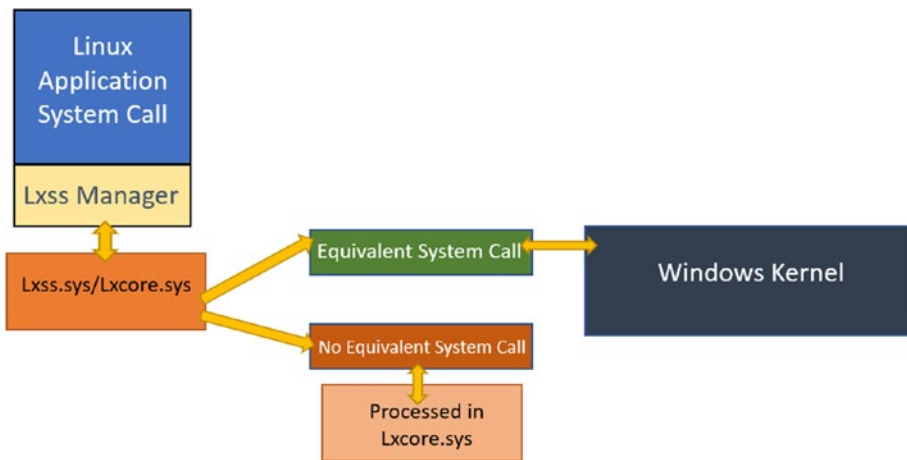 Linux
Application
System Call
Lxss Manager
Lxss.sys/Lxcore.sys
Equivalent System Call
Windows Kernel
No Equivalent System Call
Processed in
Lxcore.sys